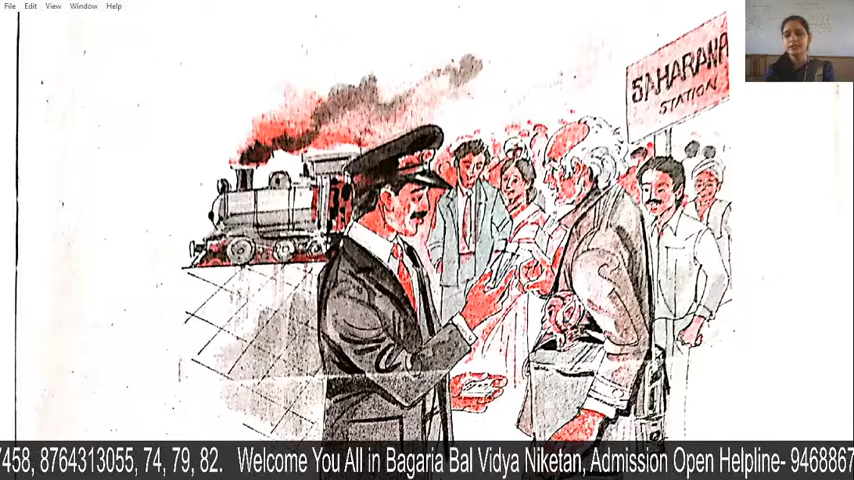 File Edit View Window Help
SAHARANA
STATION
7458, 8764313055, 74, 79, 82. Welcome You All in Bagaria Bal Vidya Niketan, Admission Open Helpline- 9468867